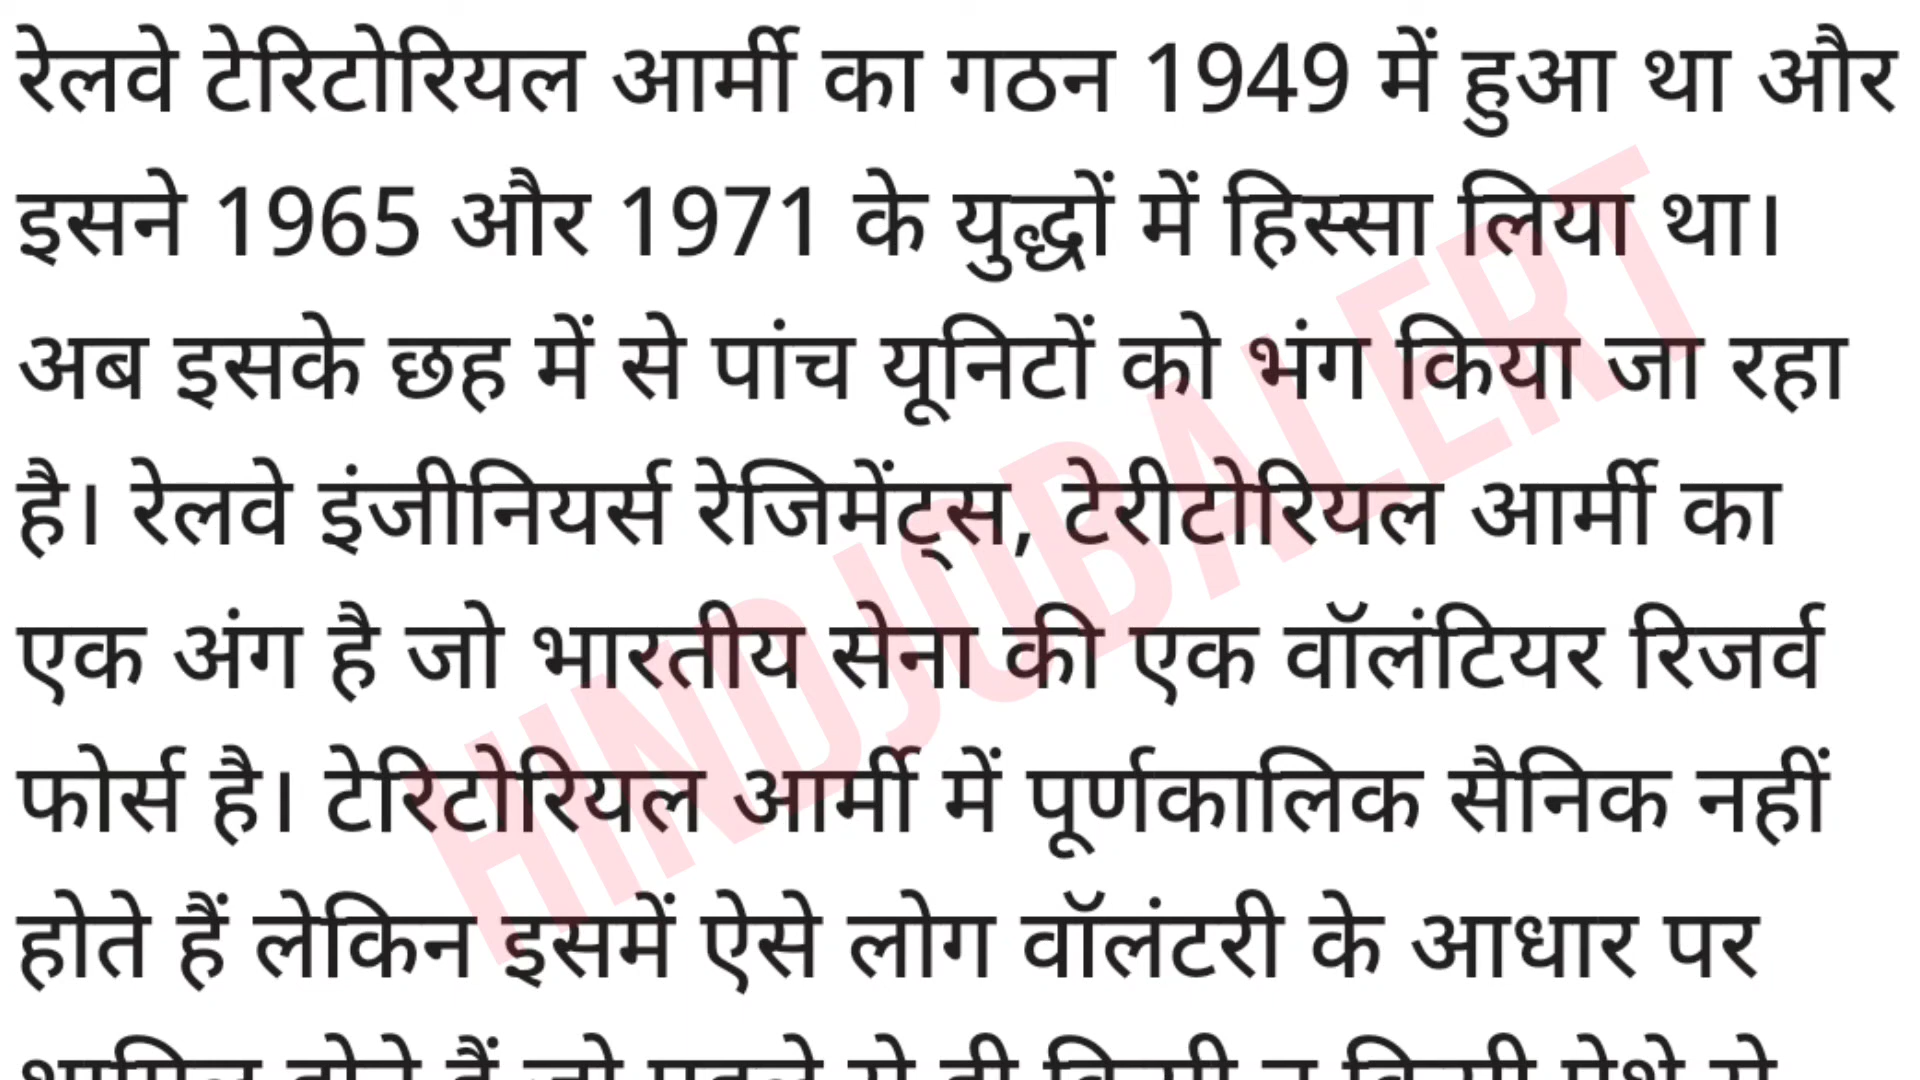 रेलवे टेरिटोरियल आर्मी का गठन 1949 में हुआ था और
इसने 1965 और 1971 के युद्धों में हिस्सा लिया था।
अब इसके छह में से पांच यूनिटों को भंग किया जा रहा
है। रेलवे इंजीनियर्स रेजिमेंट्स, टेरीटोरियल आर्मी का
एक अंग है जो भारतीय सेना की एक वॉलंटियर रिजर्व
फोर्स है। टेरिटोरियल आर्मी में पूर्णकालिक सैनिक नहीं
होते हैं लेकिन इसमें ऐसे लोग वॉलंटरी के आधार पर
HINDJOBALERT